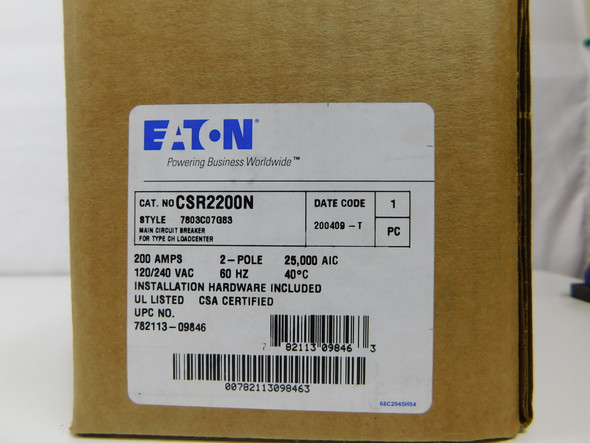 EATON
Powering Business Worldwide™
CAT. NO CSR2200N
STYLE 7803C07G83
MAIN CIRCUIT BREAKER
FOR TYPE CH LOADCENTER
DATE CODE 1
200409 - T PC
200 AMPS 2-POLE 25,000 AIC
120/240 VAC 60 HZ 40°C
INSTALLATION HARDWARE INCLUDED
UL LISTED CSA CERTIFIED
UPC NO.
782113-09846
7 82113 09846 3
00782113098463
68C2945H04